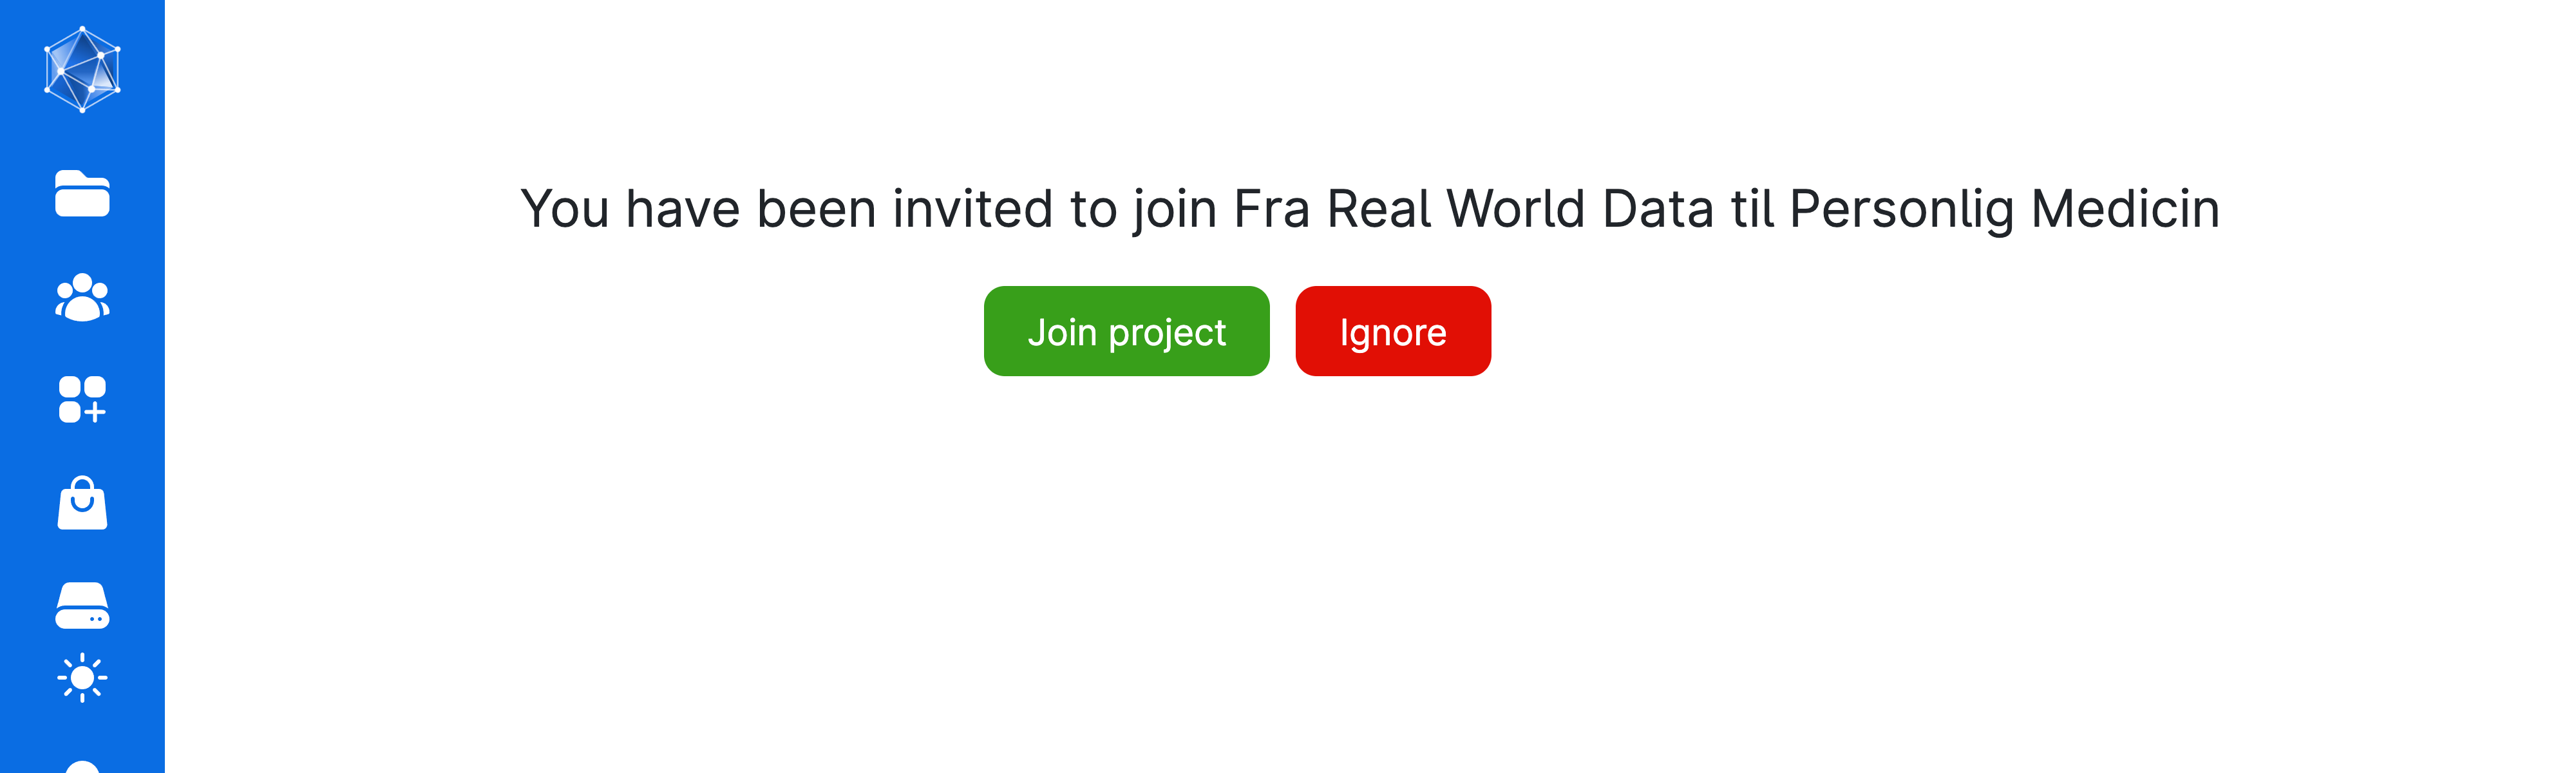 You have been invited to join Fra Real World Data til Personlig Medicin
Join project
Ignore